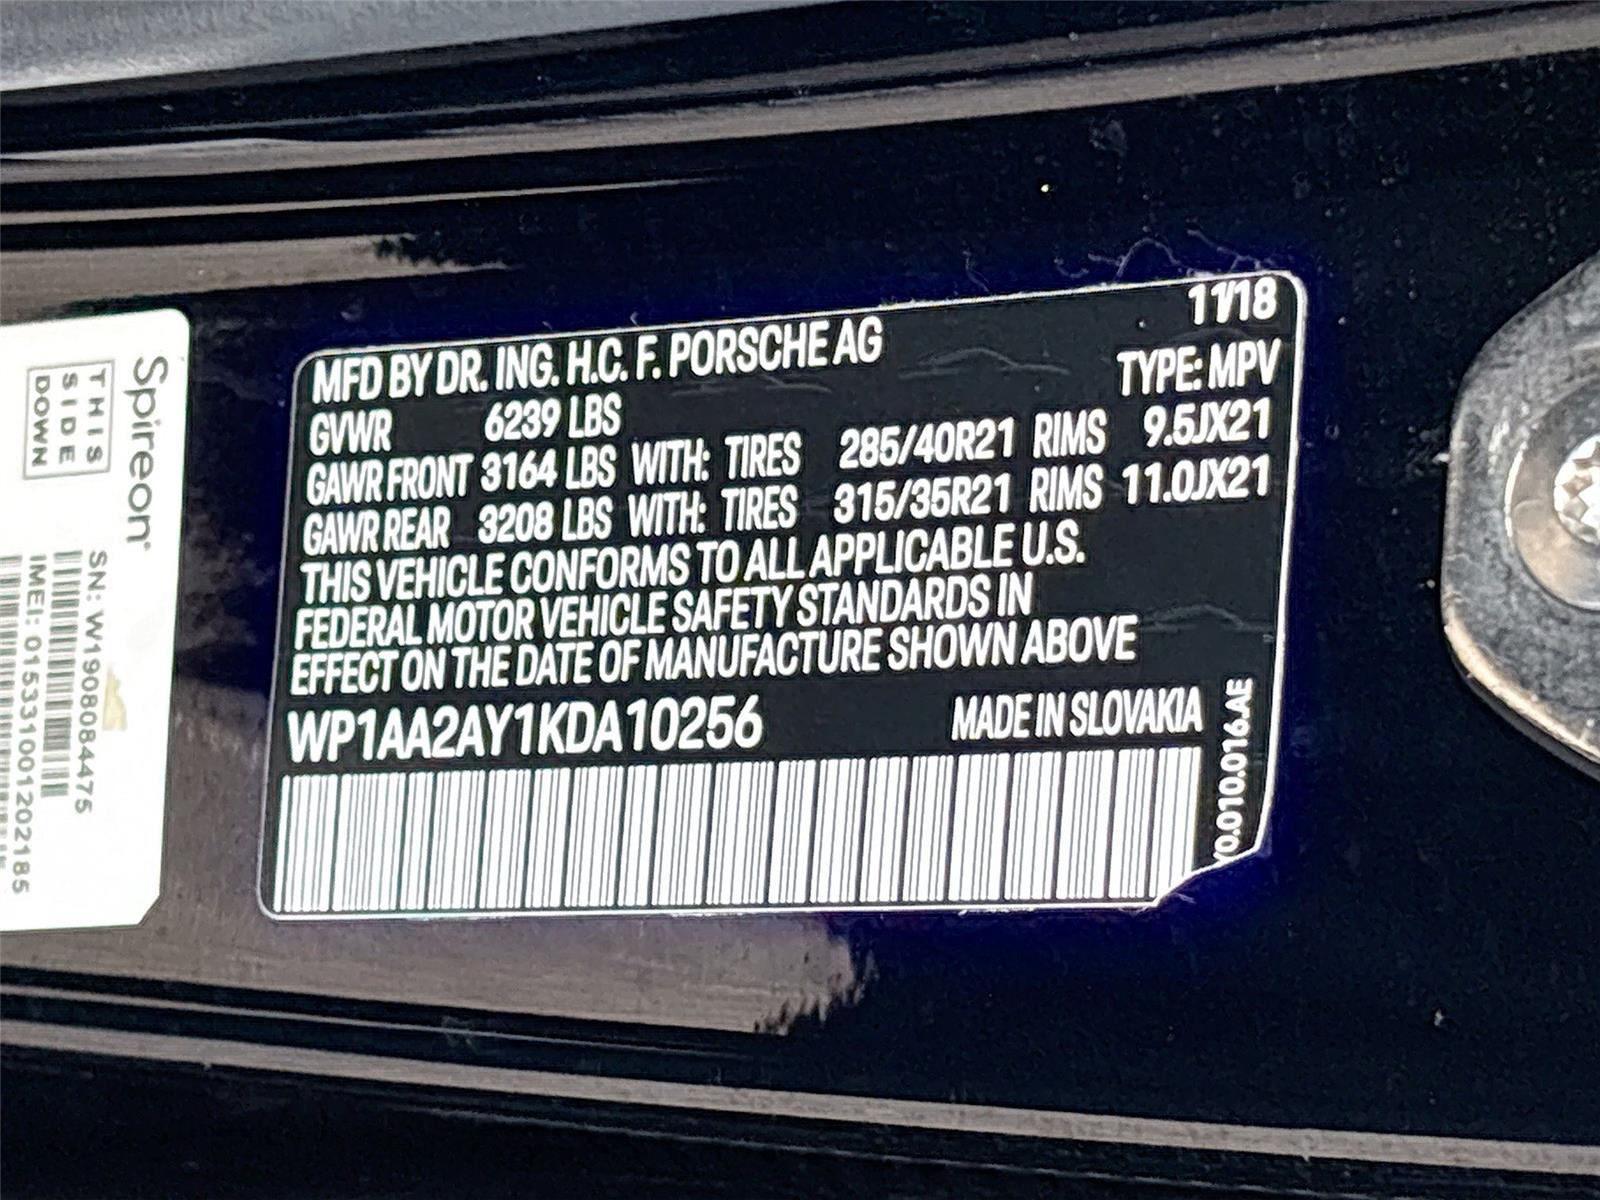 11/18
MFD BY DR. ING. H.C. F. PORSCHE AG
TYPE: MPV
GVWR 6239 LBS
GAWR FRONT 3164 LBS WITH: TIRES 285/40R21 RIMS 9.5JX21
GAWR REAR 3208 LBS WITH: TIRES 315/35R21 RIMS 11.0JX21
THIS VEHICLE CONFORMS TO ALL APPLICABLE U.S.
FEDERAL MOTOR VEHICLE SAFETY STANDARDS IN
EFFECT ON THE DATE OF MANUFACTURE SHOWN ABOVE
WP1AA2AY1KDA10256 MADE IN SLOVAKIA
Y0.010.016.AE
Spireon
THIS
SIDE
DOWN
SN: W1908084475
IMEI: 015331001202185